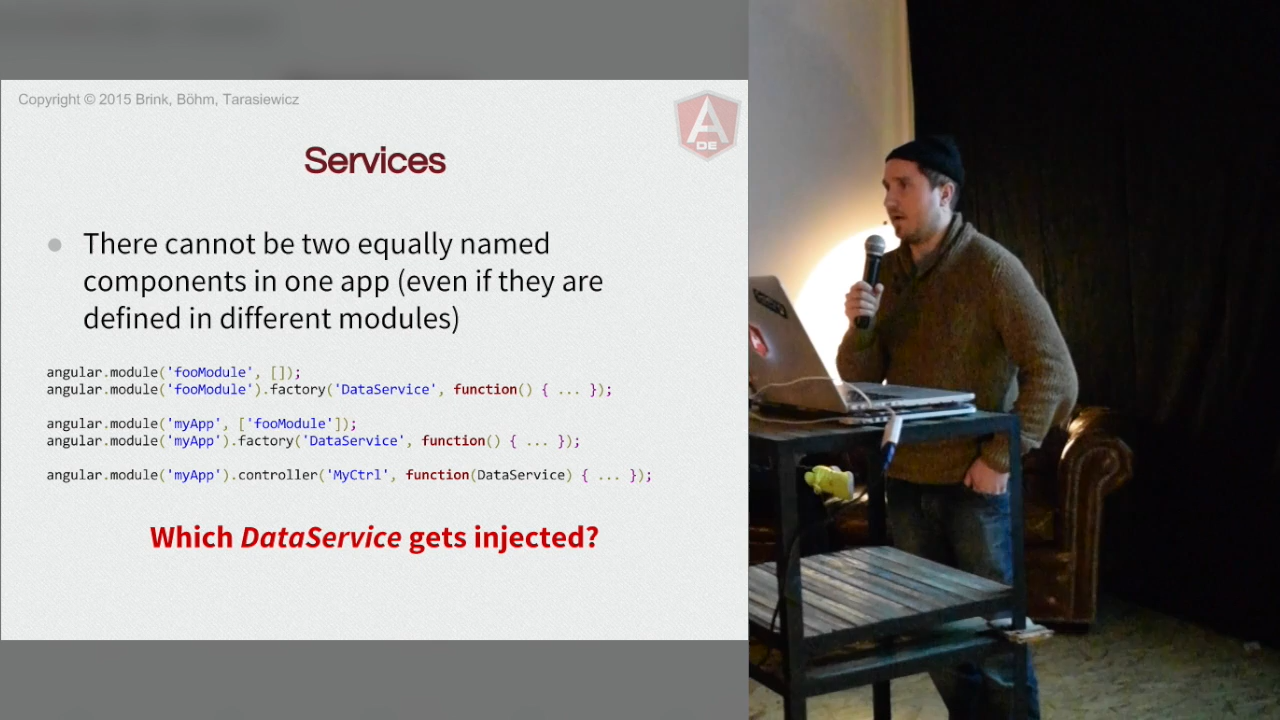 Copyright © 2015 Brink, Böhm, Tarasiewicz
A
DE
Services
There cannot be two equally named
components in one app (even if they are
defined in different modules)
angular.module('fooModule', []);
angular.module('fooModule').factory('DataService', function() { ... });
angular.module('myApp', ['fooModule']);
angular.module('myApp').factory('DataService', function() { ... });
angular.module('myApp').controller('MyCtrl', function(DataService) { ... });
Which DataService gets injected?